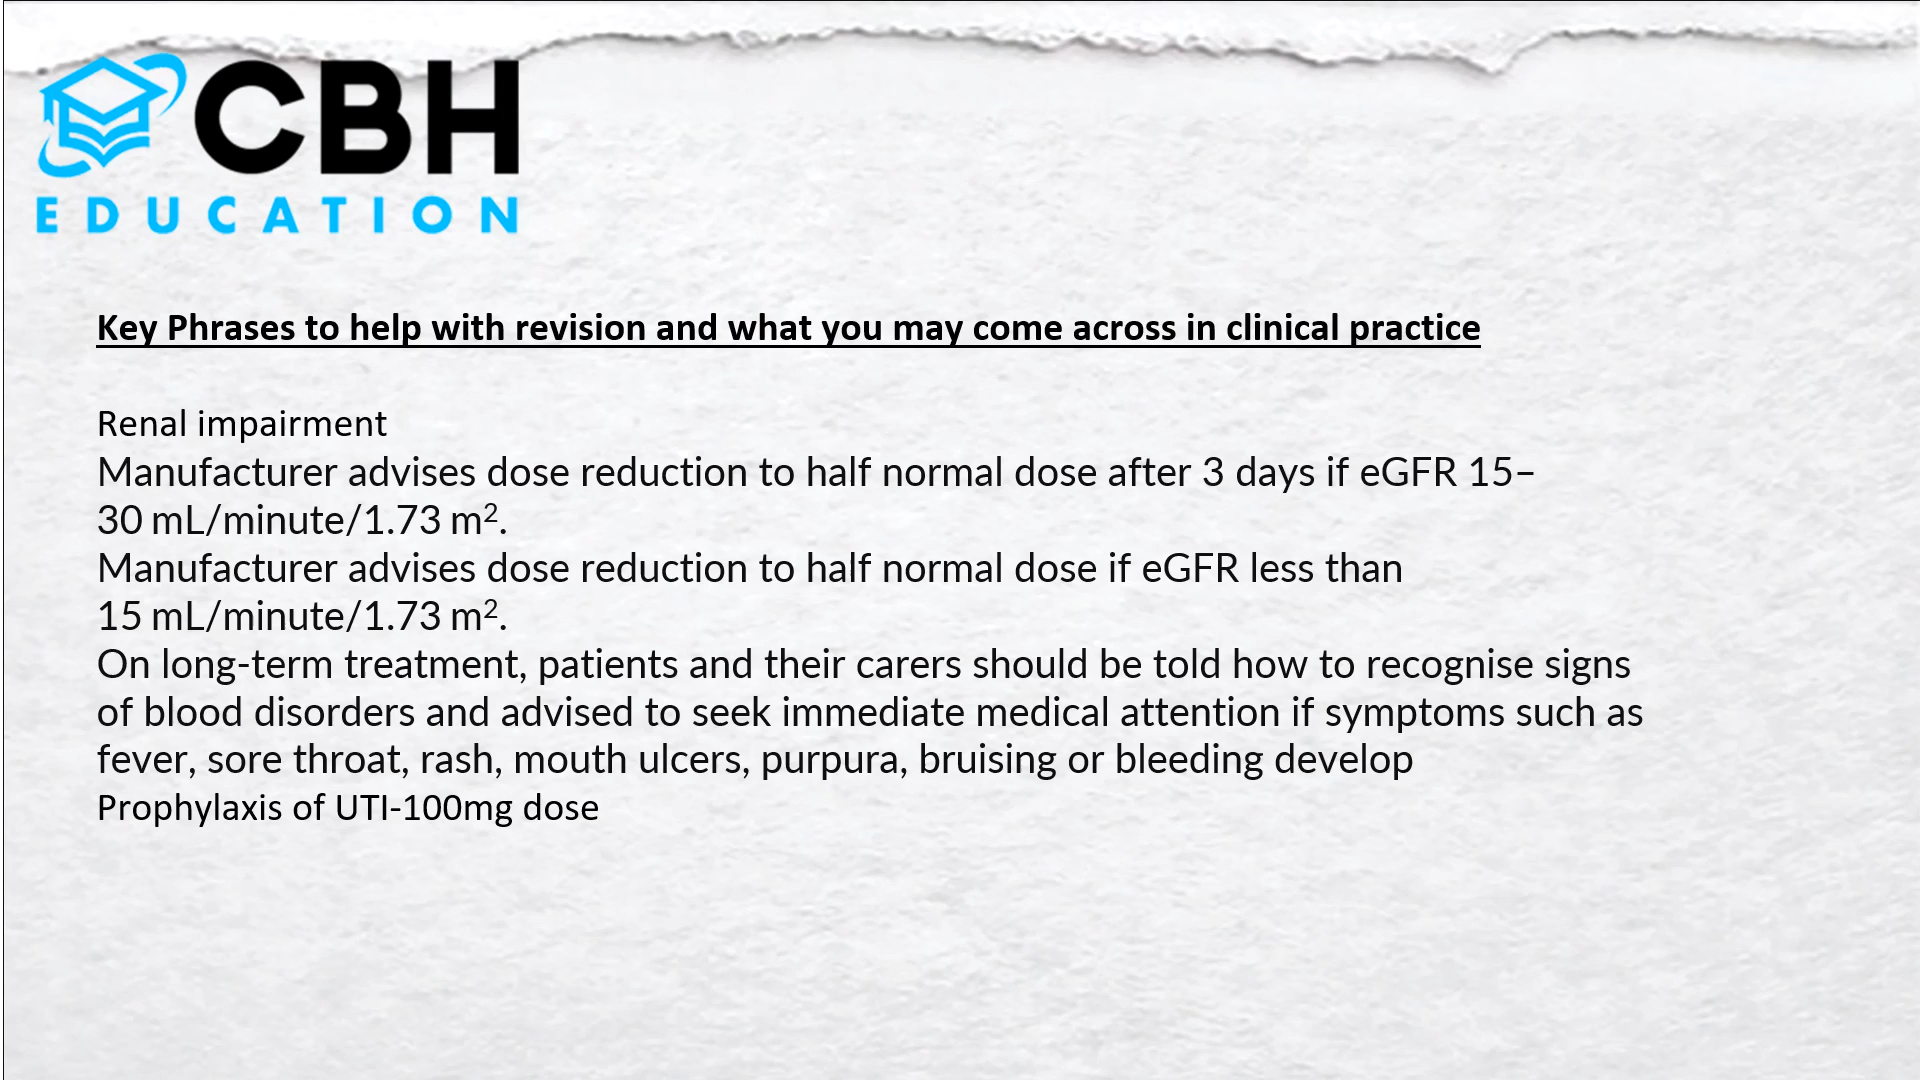 CBH
EDUCATION
Key Phrases to help with revision and what you may come across in clinical practice
Renal impairment
Manufacturer advises dose reduction to half normal dose after 3 days if eGFR 15–
30 mL/minute/1.73 m².
Manufacturer advises dose reduction to half normal dose if eGFR less than
15 mL/minute/1.73 m².
On long-term treatment, patients and their carers should be told how to recognise signs
of blood disorders and advised to seek immediate medical attention if symptoms such as
fever, sore throat, rash, mouth ulcers, purpura, bruising or bleeding develop
Prophylaxis of UTI-100mg dose